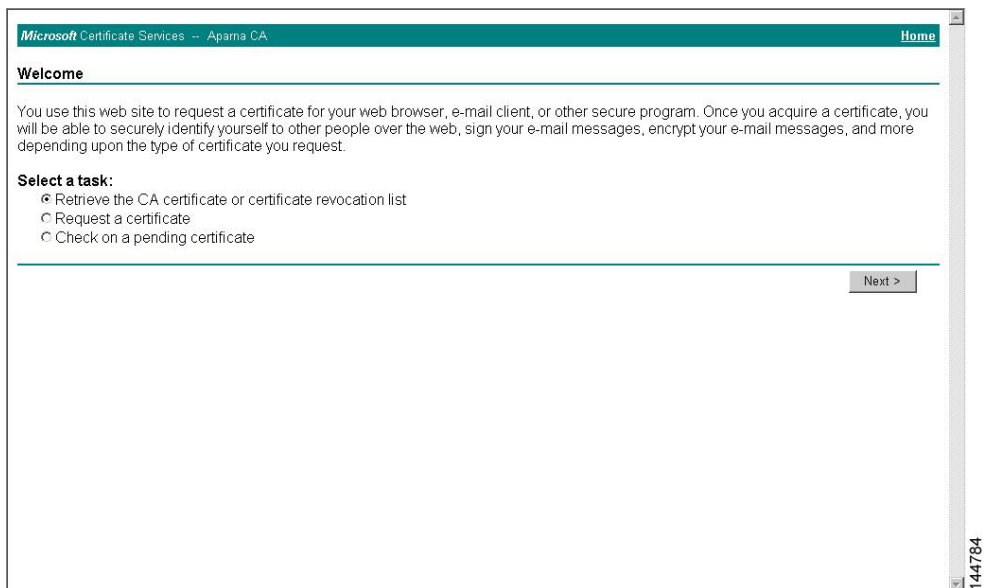 Microsoft Certificate Services -- Aparna CA
Home
Welcome
You use this web site to request a certificate for your web browser, e-mail client, or other secure program. Once you acquire a certificate, you
will be able to securely identify yourself to other people over the web, sign your e-mail messages, encrypt your e-mail messages, and more
depending upon the type of certificate you request.
Select a task:
Retrieve the CA certificate or certificate revocation list
Request a certificate
Check on a pending certificate
Next >
144784